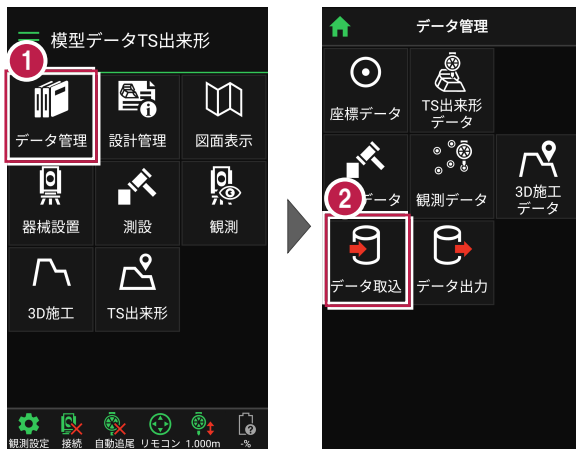 模型データTS出来形
1
データ管理
設計管理
図面表示
器械設置
測設
観測
3D施工
TS出来形
観測設定
接続
自動追尾
リモコン
1.000m
-%
データ管理
座標データ
TS出来形
データ
2
データ
観測データ
3D施工
データ
データ取込
データ出力